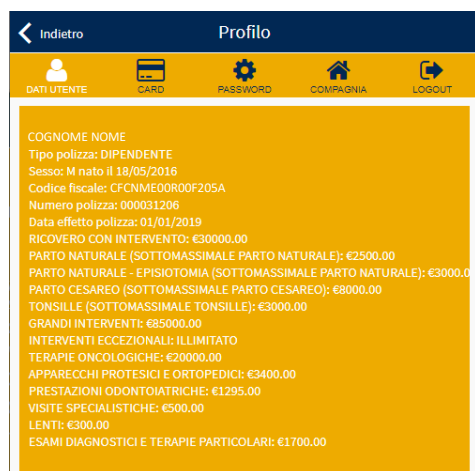 Indietro
Profilo
DATI UTENTE
CARD
PASSWORD
COMPAGNIA
LOGOUT
COGNOME NOME
Tipo polizza: DIPENDENTE
Sesso: M nato il 18/05/2016
Codice fiscale: CFCNME00R00F205A
Numero polizza: 000031206
Data effetto polizza: 01/01/2019
RICOVERO CON INTERVENTO: €30000.00
PARTO NATURALE (SOTTOMASSIMALE PARTO NATURALE): €2500.00
PARTO NATURALE - EPISIOTOMIA (SOTTOMASSIMALE PARTO NATURALE): €3000.0
PARTO CESAREO (SOTTOMASSIMALE PARTO CESAREO): €8000.00
TONSILLE (SOTTOMASSIMALE TONSILLE): €3000.00
GRANDI INTERVENTI: €85000.00
INTERVENTI ECCEZIONALI: ILLIMITATO
TERAPIE ONCOLOGICHE: €20000.00
APPARECCHI PROTESICI E ORTOPEDICI: €3400.00
PRESTAZIONI ODONTOIATRICHE: €1295.00
VISITE SPECIALISTICHE: €500.00
LENTI: €300.00
ESAMI DIAGNOSTICI E TERAPIE PARTICOLARI: €1700.00